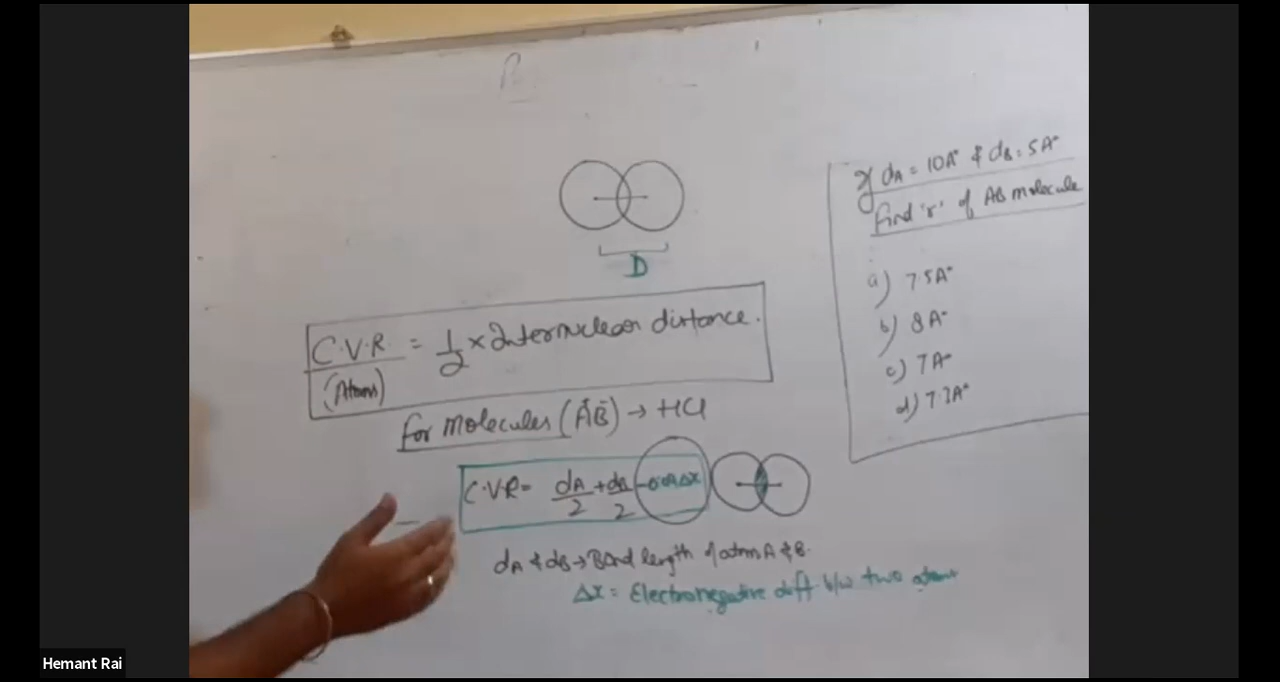 D
C.V.R = 1/2 × Internuclear distance.
(Atoms)
for molecules (AB) → HCl
C.V.R = dA/2 + dB/2 - 0.09Δx
dA & dB → Bond length of atom A & B.
Δx = Electronegative diff b/w two atoms
If dA = 10A° & dB = 5A°
find 'r' of AB molecule
a) 7.5A°
b) 8A°
c) 7A°
d) 7.2A°
Hemant Rai